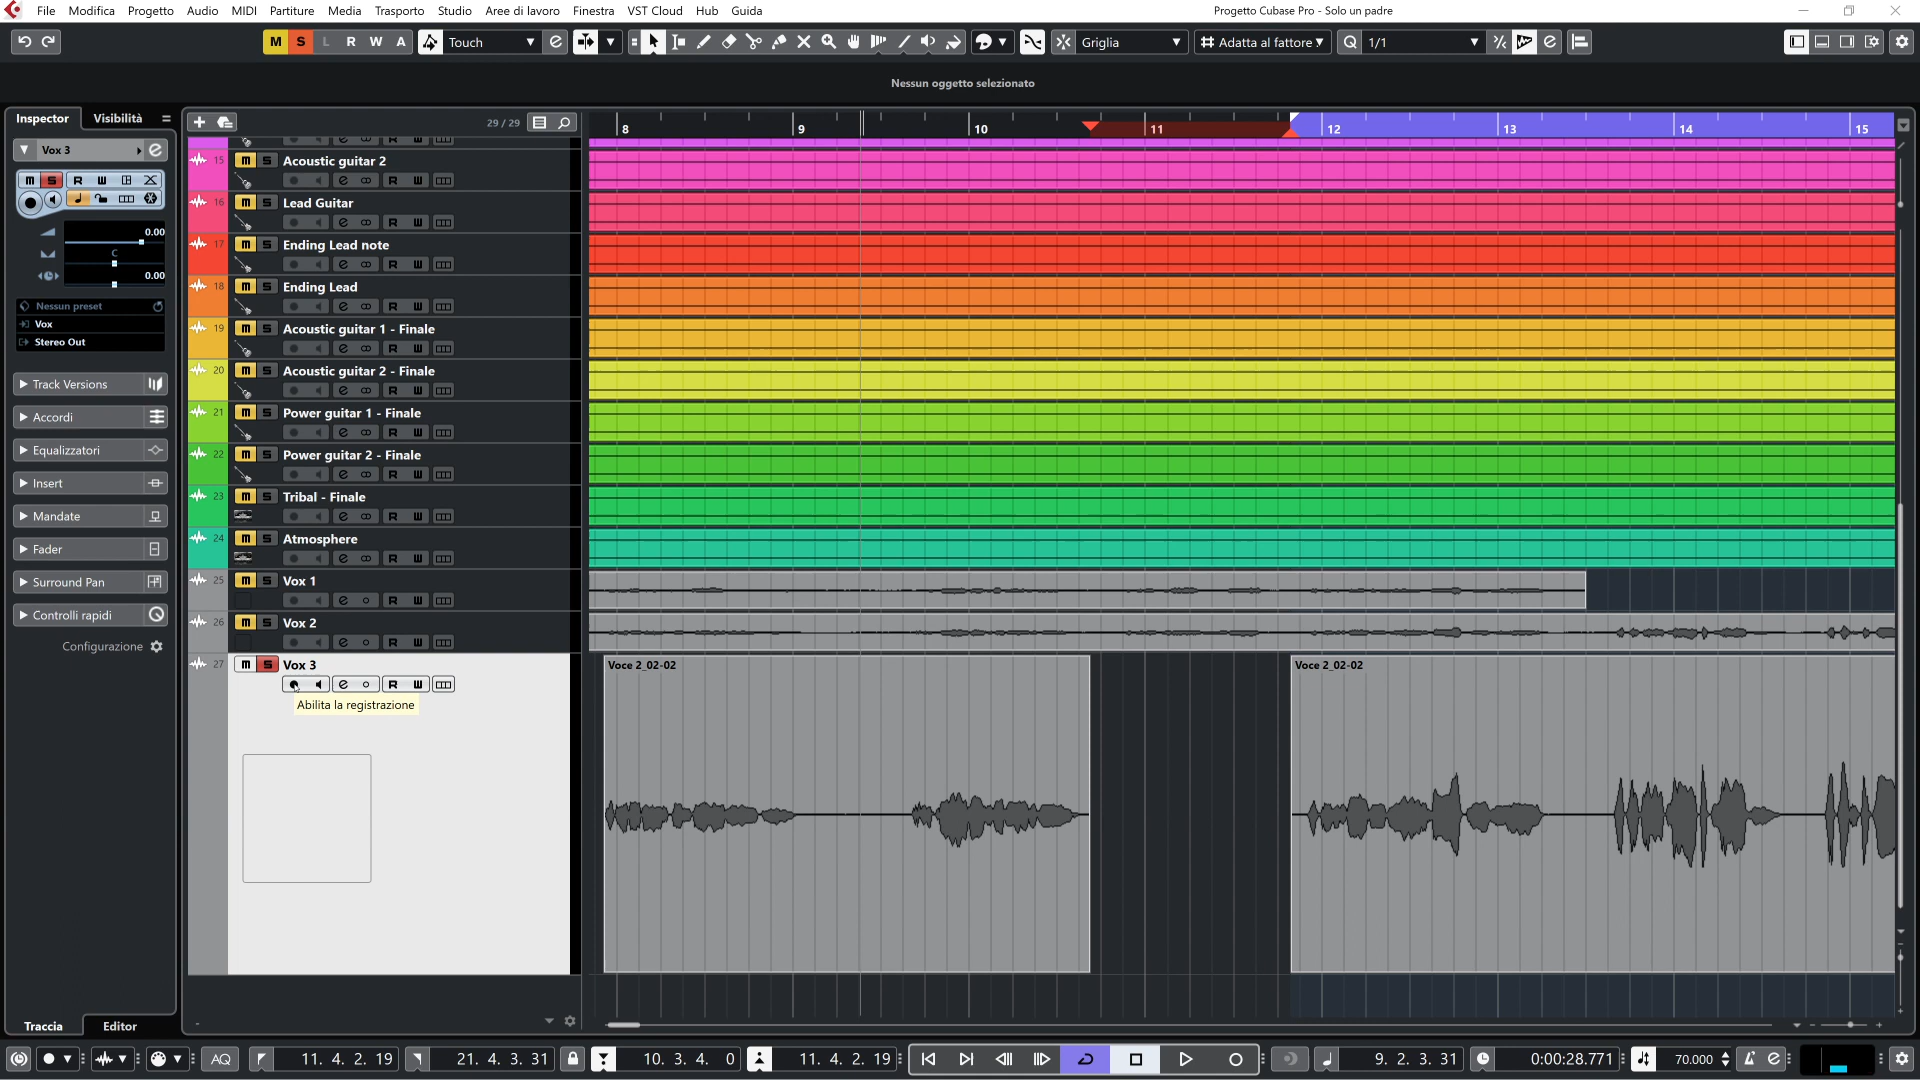 File Modifica Progetto Audio MIDI Partiture Media Trasporto Studio Aree di lavoro Finestra VST Cloud Hub Guida
Progetto Cubase Pro - Solo un padre
M S L R W A Touch
Griglia
Adatta al fattore
Q 1/1
Nessun oggetto selezionato
Inspector Visibilità
29 / 29
8 9 10 11 12 13 14 15
Vox 3
M S R W
0.00
C
0.00
Nessun preset
Vox
Stereo Out
Track Versions
Accordi
Equalizzatori
Insert
Mandate
Fader
Surround Pan
Controlli rapidi
Configurazione
15 M S Acoustic guitar 2
R W
16 M S Lead Guitar
R W
17 M S Ending Lead note
R W
18 M S Ending Lead
R W
19 M S Acoustic guitar 1 - Finale
R W
20 M S Acoustic guitar 2 - Finale
R W
21 M S Power guitar 1 - Finale
R W
22 M S Power guitar 2 - Finale
R W
23 M S Tribal - Finale
R W
24 M S Atmosphere
R W
25 M S Vox 1
R W
26 M S Vox 2
R W
27 M S Vox 3
R W
Abilita la registrazione
Voce 2_02-02
Voce 2_02-02
Traccia Editor
AQ
11. 4. 2. 19
21. 4. 3. 31
10. 3. 4. 0
11. 4. 2. 19
9. 2. 3. 31
0:00:28.771
70.000